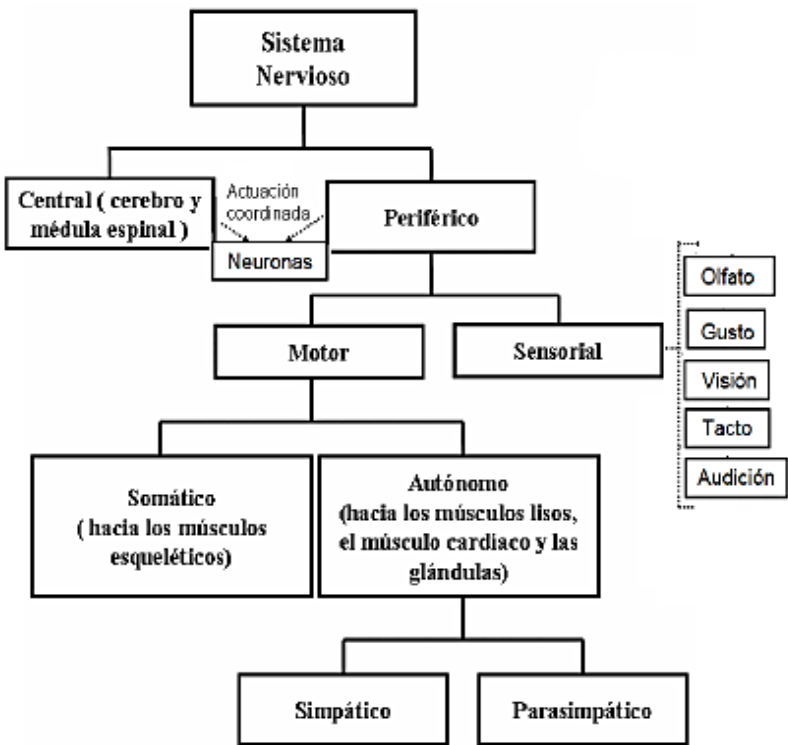 Sistema
Nervioso
Central ( cerebro y
médula espinal )
Actuación
coordinada
Periférico
Neuronas
Motor
Sensorial
Olfato
Gusto
Visión
Tacto
Audición
Somático
( hacia los músculos
esqueléticos)
Autónomo
(hacia los músculos lisos,
el músculo cardiaco y las
glándulas)
Simpático
Parasimpático